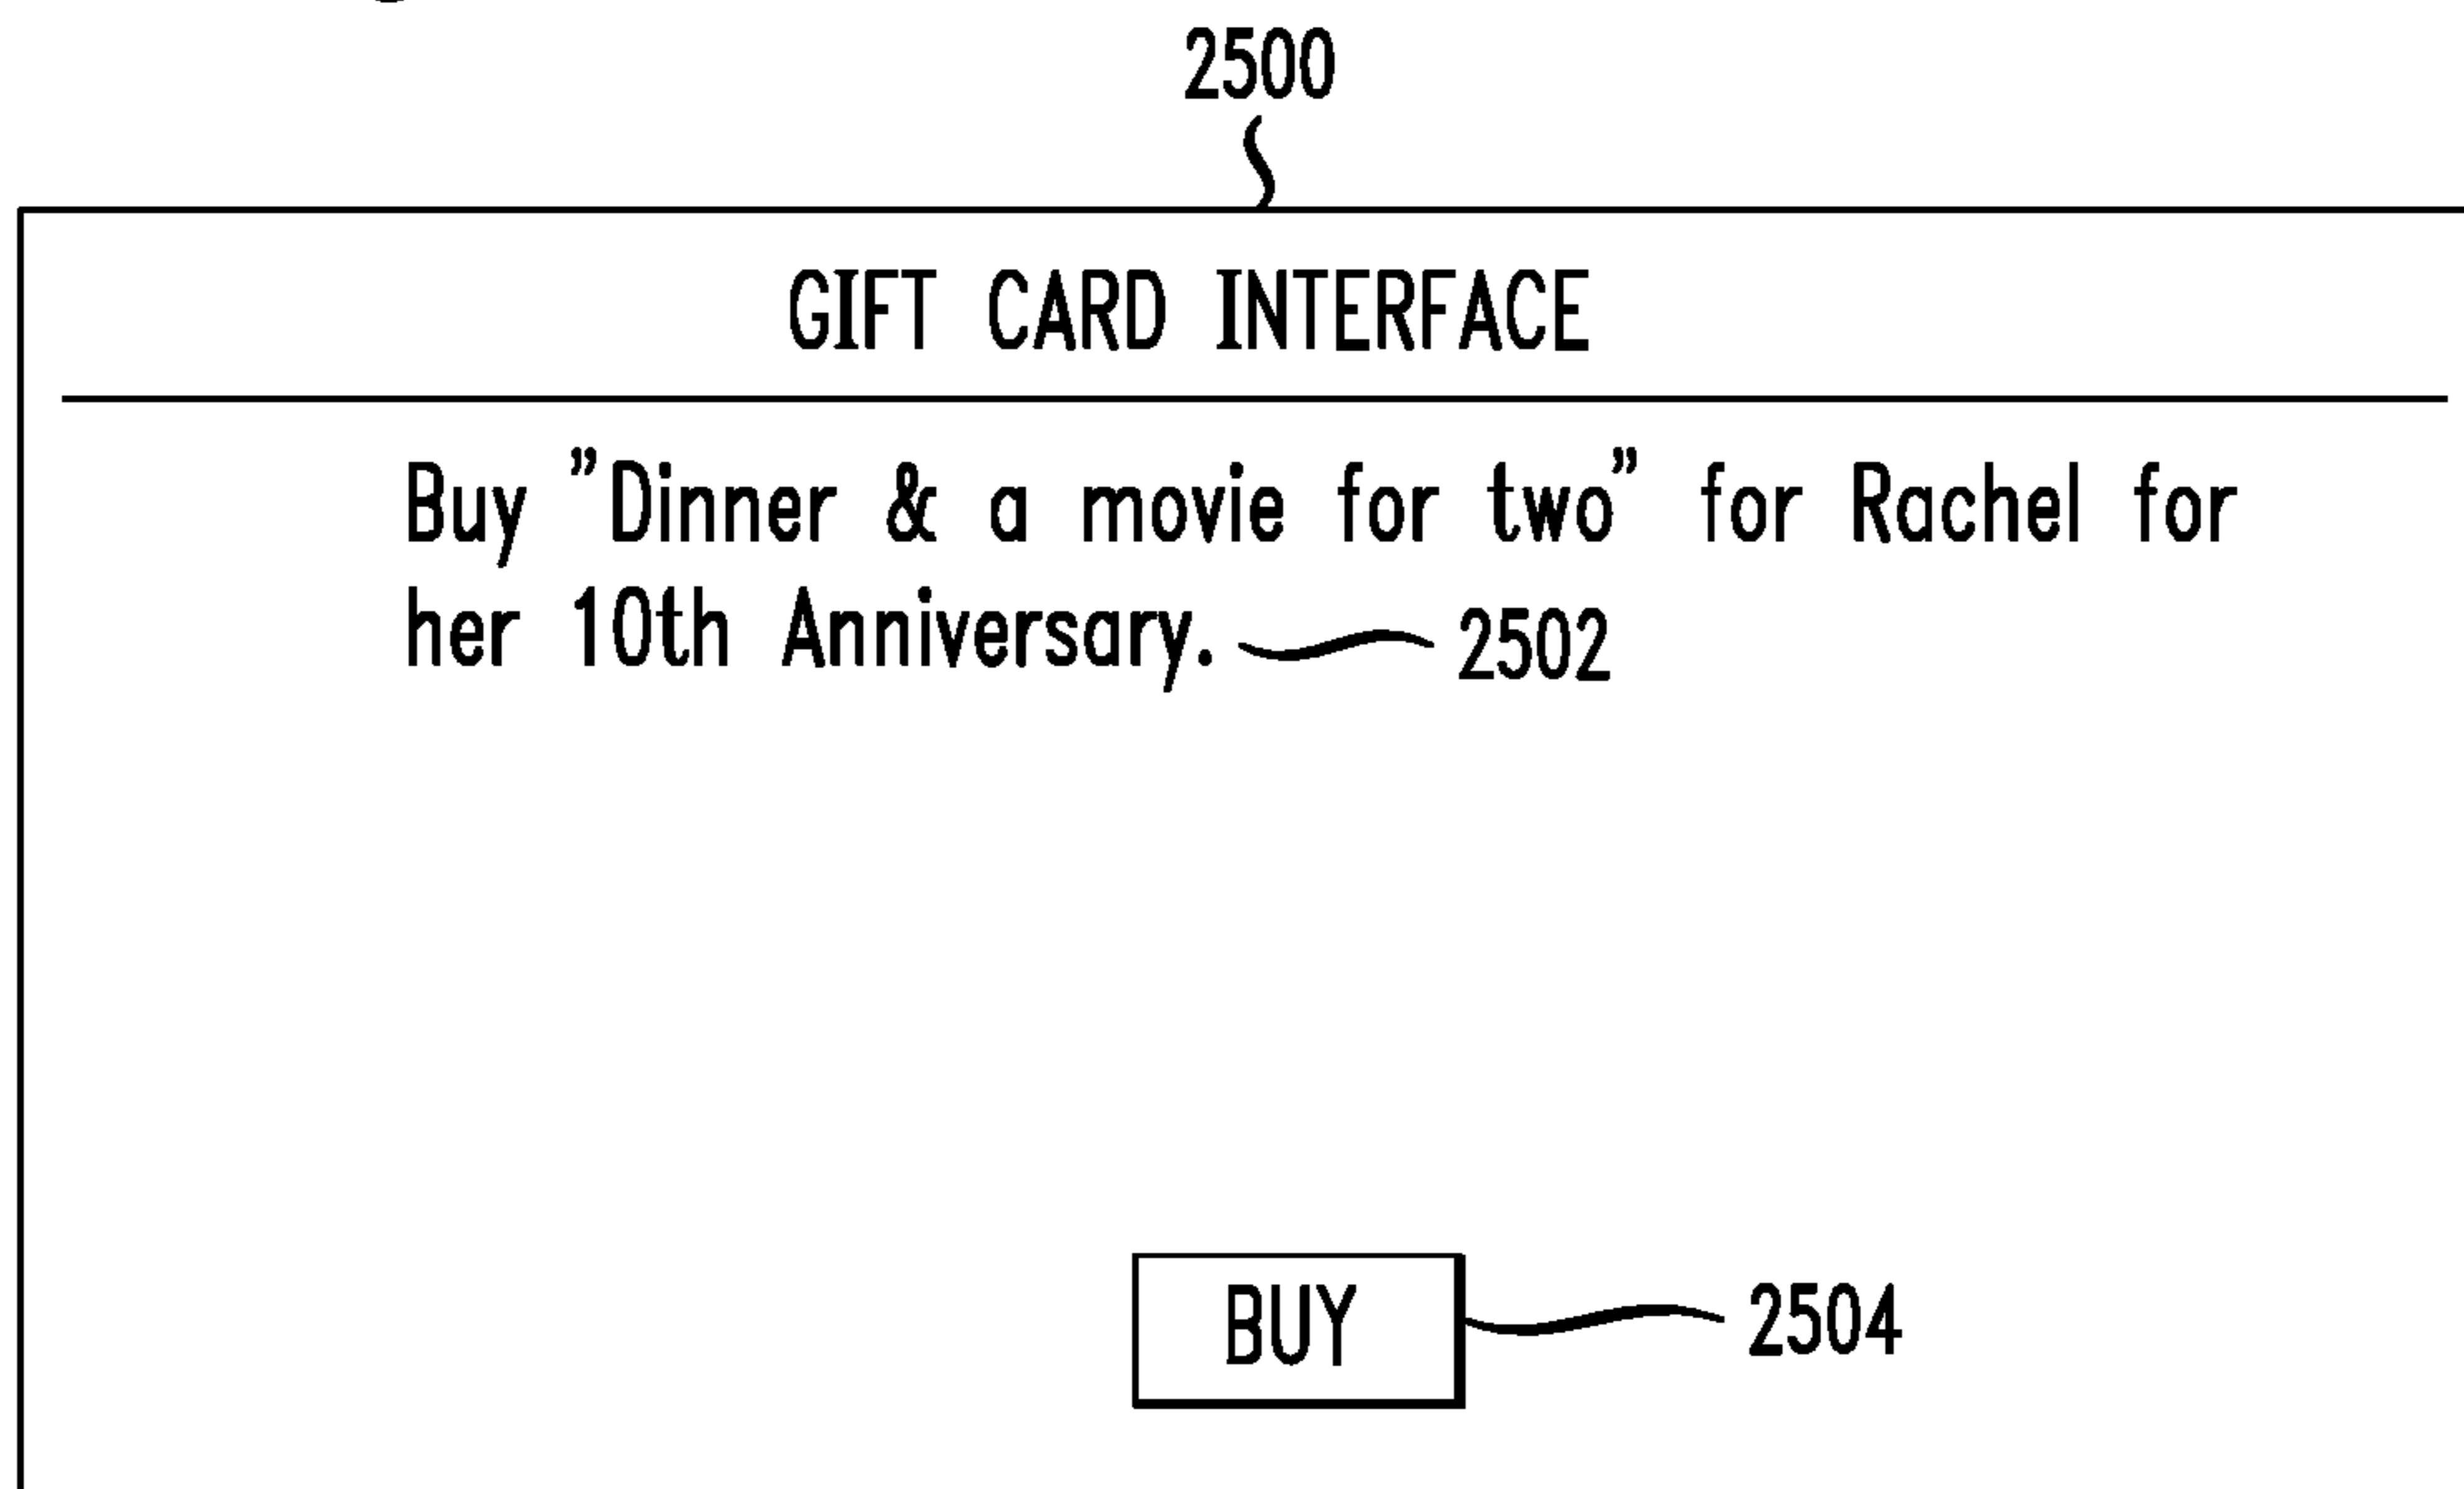 2500
GIFT CARD INTERFACE
Buy ”Dinner & a movie for two” for Rachel for
her 10th Anniversary. 2502
BUY 2504